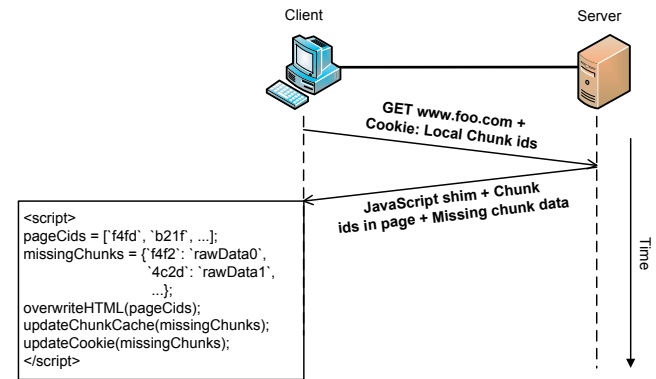 Client
Server
GET www.foo.com +
Cookie: Local Chunk ids
JavaScript shim + Chunk
ids in page + Missing chunk data
Time
<script>
pageCids = [`f4fd`, `b21f`, ...];
missingChunks = {`f4f2`: `rawData0`,
`4c2d`: `rawData1`,
...};
overwriteHTML(pageCids);
updateChunkCache(missingChunks);
updateCookie(missingChunks);
</script>